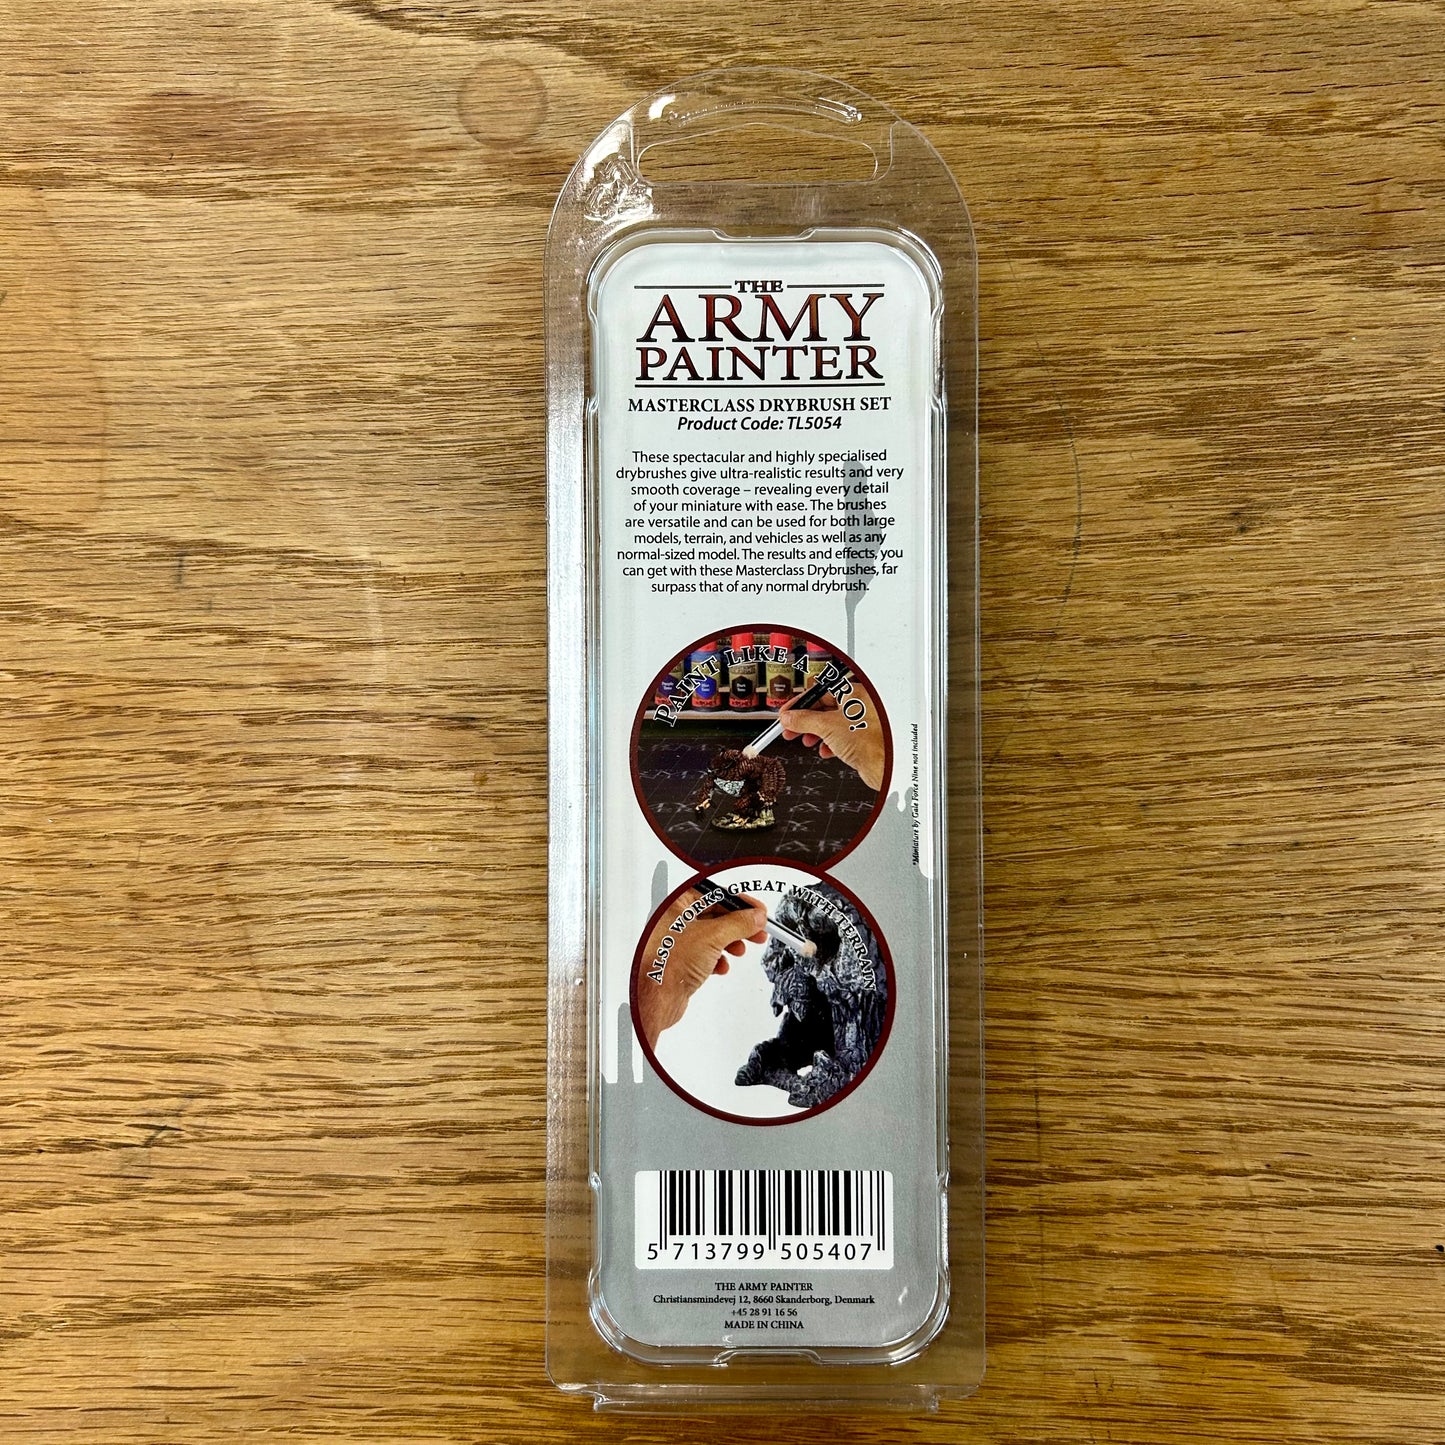 THE
ARMY
PAINTER
MASTERCLASS DRYBRUSH SET
Product Code: TL5054
These spectacular and highly specialised
drybrushes give ultra-realistic results and very
smooth coverage – revealing every detail
of your miniature with ease. The brushes
are versatile and can be used for both large
models, terrain, and vehicles as well as any
normal-sized model. The results and effects, you
can get with these Masterclass Drybrushes, far
surpass that of any normal drybrush.
PAINT LIKE A PRO!
*Miniature by Gale Force Nine not included
ALSO WORKS GREAT WITH TERRAIN
5 713799 505407
THE ARMY PAINTER
Christiansmindevej 12, 8660 Skanderborg, Denmark
+45 28 91 16 56
MADE IN CHINA